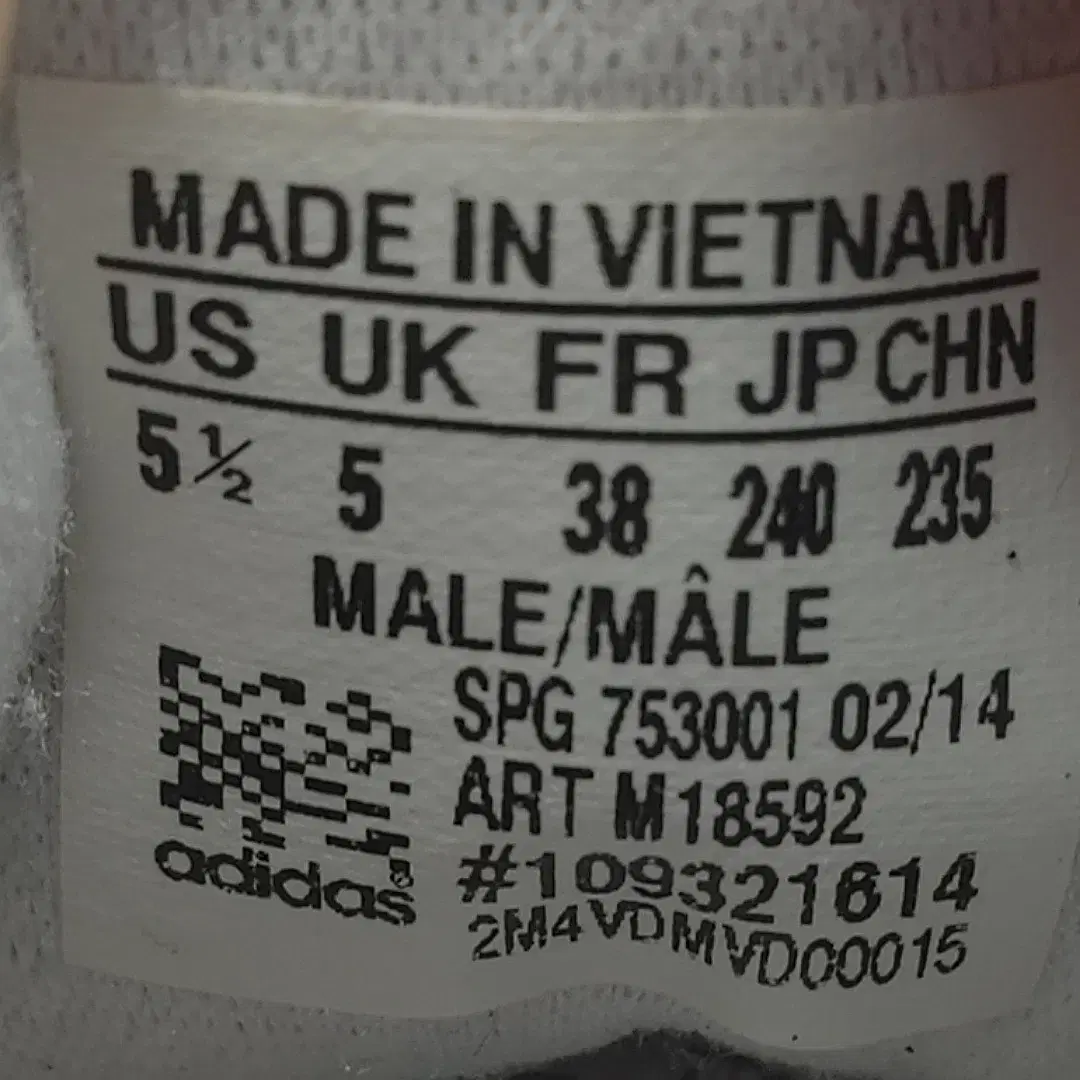 MADE IN VIETNAM
US UK FR JP CHN
5½ 5 38 240 235
MALE/MÂLE
SPG 753001 02/14
ART M18592
#109321614
2M4VDMVD00015
adidas